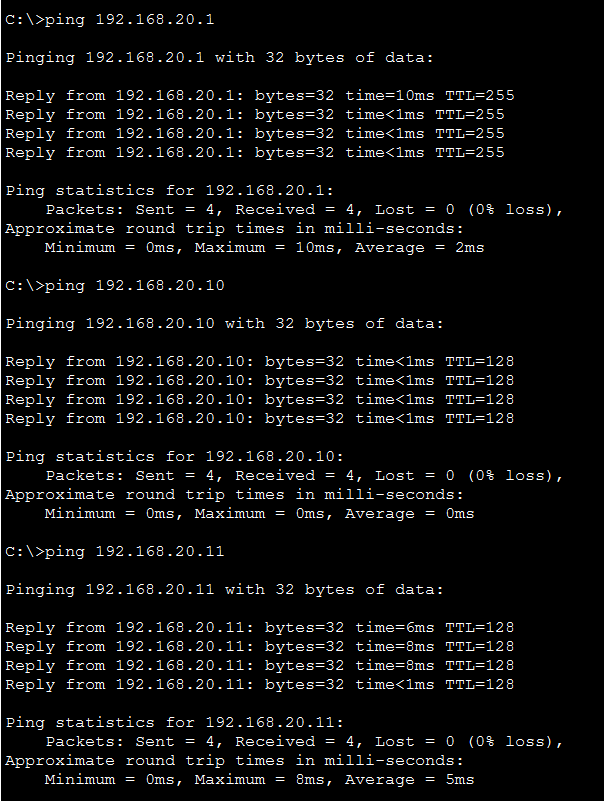 C:\>ping 192.168.20.1
Pinging 192.168.20.1 with 32 bytes of data:
Reply from 192.168.20.1: bytes=32 time=10ms TTL=255
Reply from 192.168.20.1: bytes=32 time<1ms TTL=255
Reply from 192.168.20.1: bytes=32 time<1ms TTL=255
Reply from 192.168.20.1: bytes=32 time<1ms TTL=255
Ping statistics for 192.168.20.1:
    Packets: Sent = 4, Received = 4, Lost = 0 (0% loss),
Approximate round trip times in milli-seconds:
    Minimum = 0ms, Maximum = 10ms, Average = 2ms
C:\>ping 192.168.20.10
Pinging 192.168.20.10 with 32 bytes of data:
Reply from 192.168.20.10: bytes=32 time<1ms TTL=128
Reply from 192.168.20.10: bytes=32 time<1ms TTL=128
Reply from 192.168.20.10: bytes=32 time<1ms TTL=128
Reply from 192.168.20.10: bytes=32 time<1ms TTL=128
Ping statistics for 192.168.20.10:
    Packets: Sent = 4, Received = 4, Lost = 0 (0% loss),
Approximate round trip times in milli-seconds:
    Minimum = 0ms, Maximum = 0ms, Average = 0ms
C:\>ping 192.168.20.11
Pinging 192.168.20.11 with 32 bytes of data:
Reply from 192.168.20.11: bytes=32 time=6ms TTL=128
Reply from 192.168.20.11: bytes=32 time=8ms TTL=128
Reply from 192.168.20.11: bytes=32 time=8ms TTL=128
Reply from 192.168.20.11: bytes=32 time<1ms TTL=128
Ping statistics for 192.168.20.11:
    Packets: Sent = 4, Received = 4, Lost = 0 (0% loss),
Approximate round trip times in milli-seconds:
    Minimum = 0ms, Maximum = 8ms, Average = 5ms